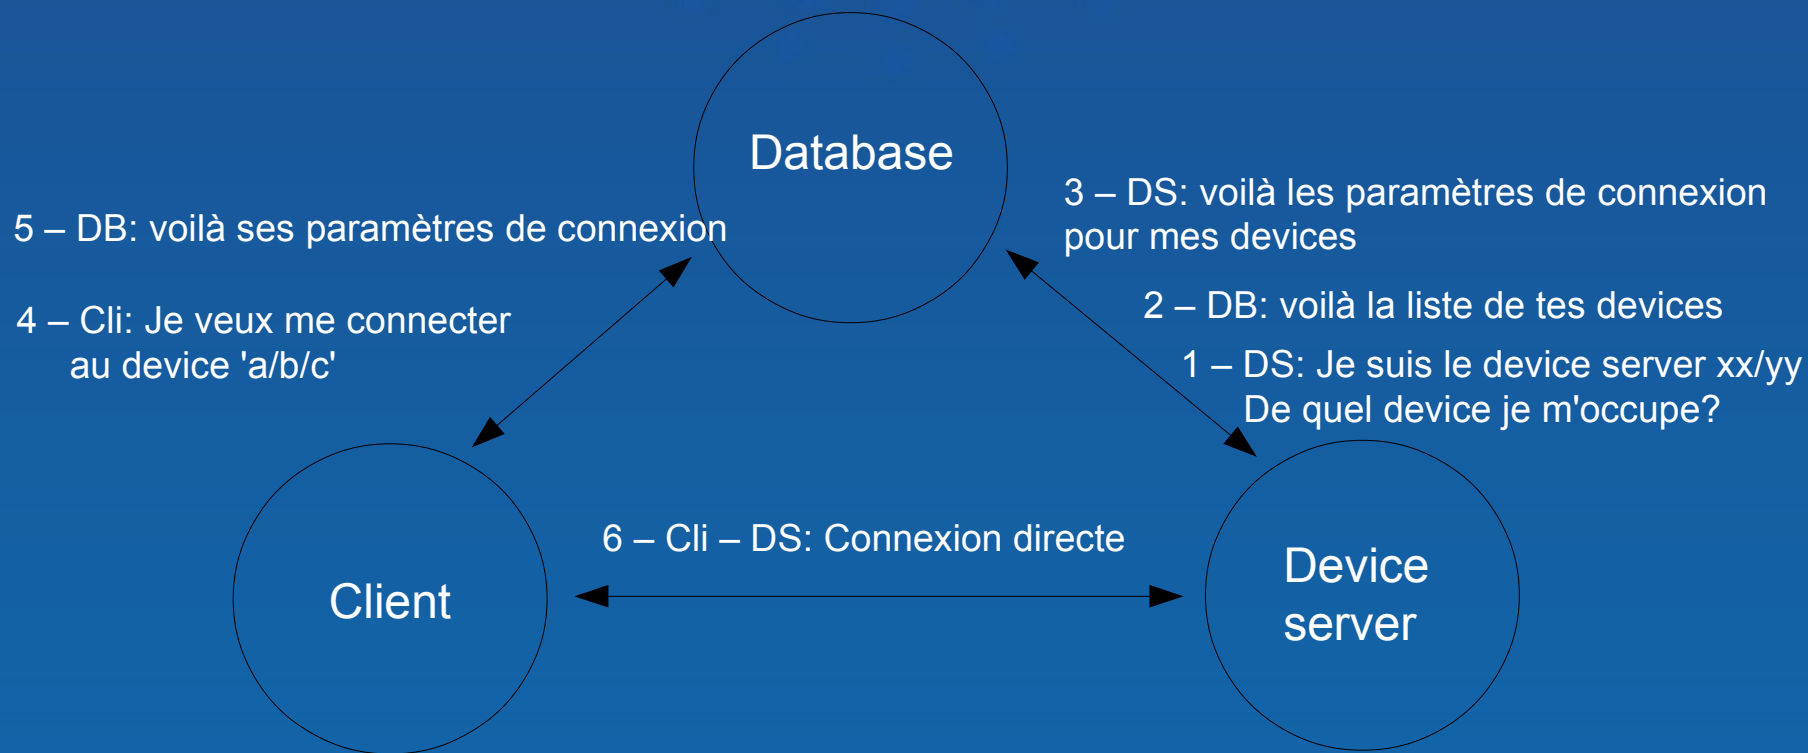 Database
3 – DS: voilà les paramètres de connexion
pour mes devices
5 – DB: voilà ses paramètres de connexion
2 – DB: voilà la liste de tes devices
4 – Cli: Je veux me connecter
au device 'a/b/c'
1 – DS: Je suis le device server xx/yy
De quel device je m'occupe?
6 – Cli – DS: Connexion directe
Client
Device
server